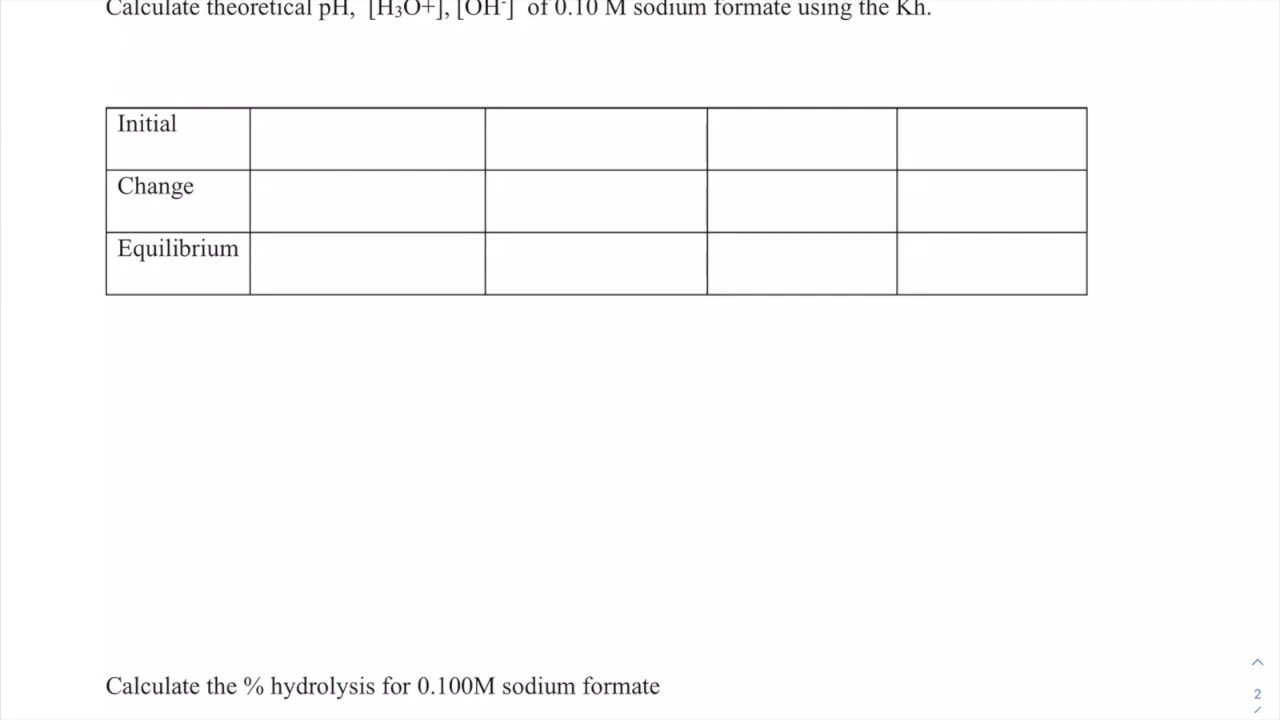 Calculate theoretical pH, [H₃O+], [OH⁻] of 0.10 M sodium formate using the Kh.
Initial
Change
Equilibrium
Calculate the % hydrolysis for 0.100M sodium formate
2